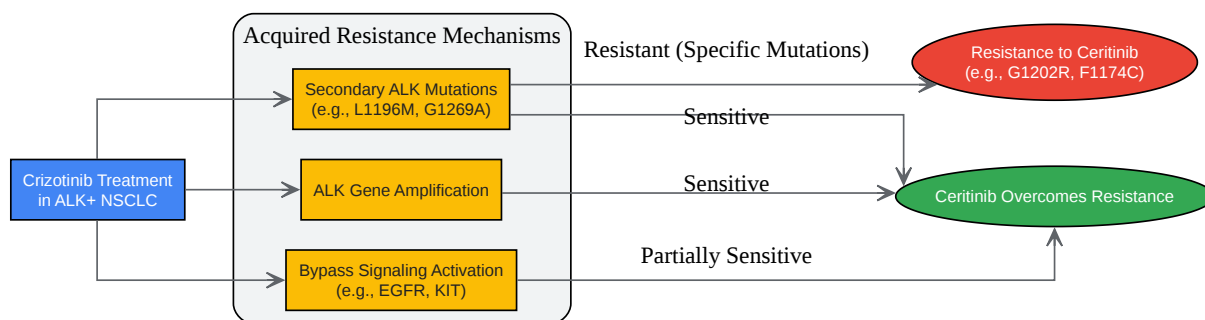 Acquired Resistance Mechanisms
Resistant (Specific Mutations)
Resistance to Ceritinib
(e.g., G1202R, F1174C)
Secondary ALK Mutations
(e.g., L1196M, G1269A)
Sensitive
Crizotinib Treatment
in ALK+ NSCLC
ALK Gene Amplification
Sensitive
Ceritinib Overcomes Resistance
Bypass Signaling Activation
(e.g., EGFR, KIT)
Partially Sensitive